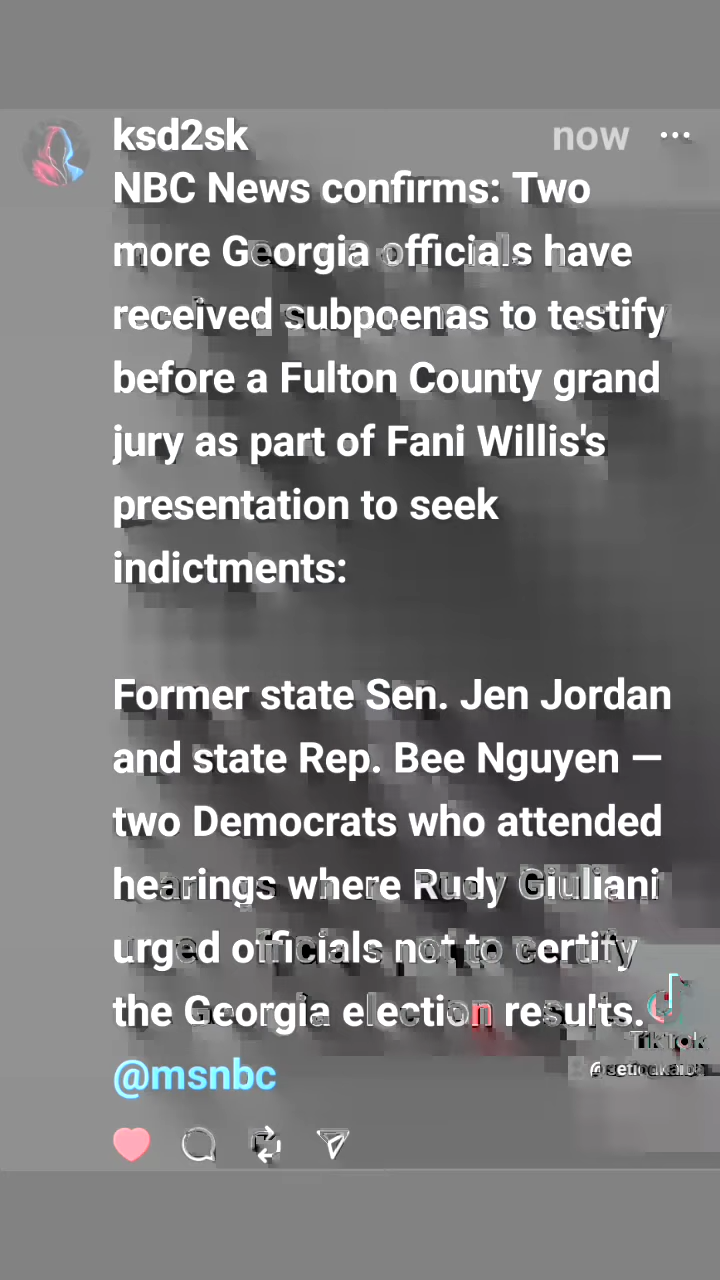 ksd2sk now
NBC News confirms: Two
more Georgia officials have
received subpoenas to testify
before a Fulton County grand
jury as part of Fani Willis's
presentation to seek
indictments:
Former state Sen. Jen Jordan
and state Rep. Bee Nguyen —
two Democrats who attended
hearings where Rudy Giuliani
urged officials not to certify
the Georgia election results.
TikTok
@msnbc